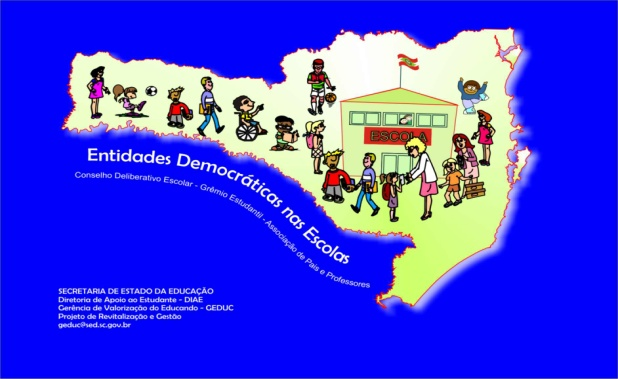 ESCOLA
Entidades Democráticas nas Escolas
Conselho Deliberativo Escolar - Grêmio Estudantil - Associação de Pais e Professores
SECRETARIA DE ESTADO DA EDUCAÇÃO
Diretoria de Apoio ao Estudante - DIAE
Gerência de Valorização do Educando - GEDUC
Projeto de Revitalização e Gestão
geduc@sed.sc.gov.br